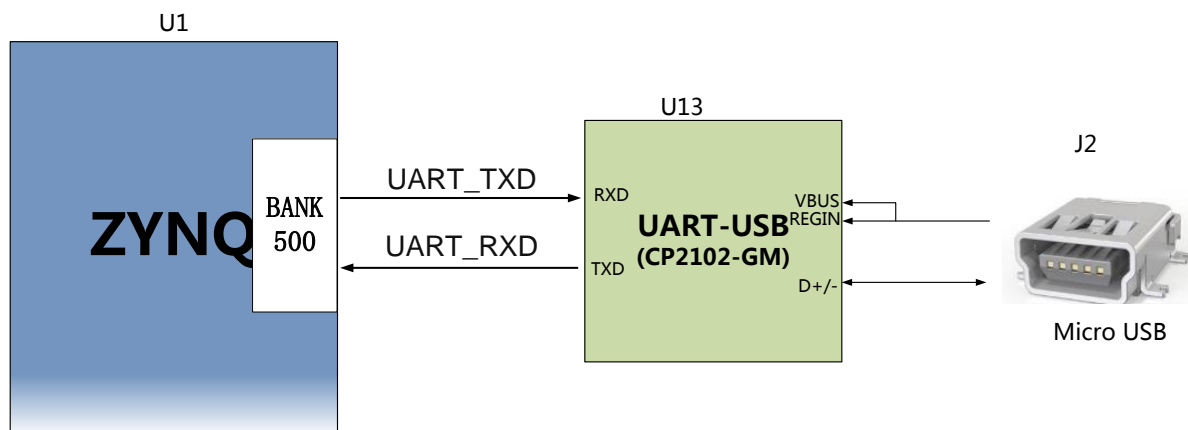 U1
ZYNQ
BANK
500
UART_TXD
UART_RXD
U13
RXD
TXD
UART-USB
(CP2102-GM)
VBUS
REGIN
D+/-
J2
Micro USB